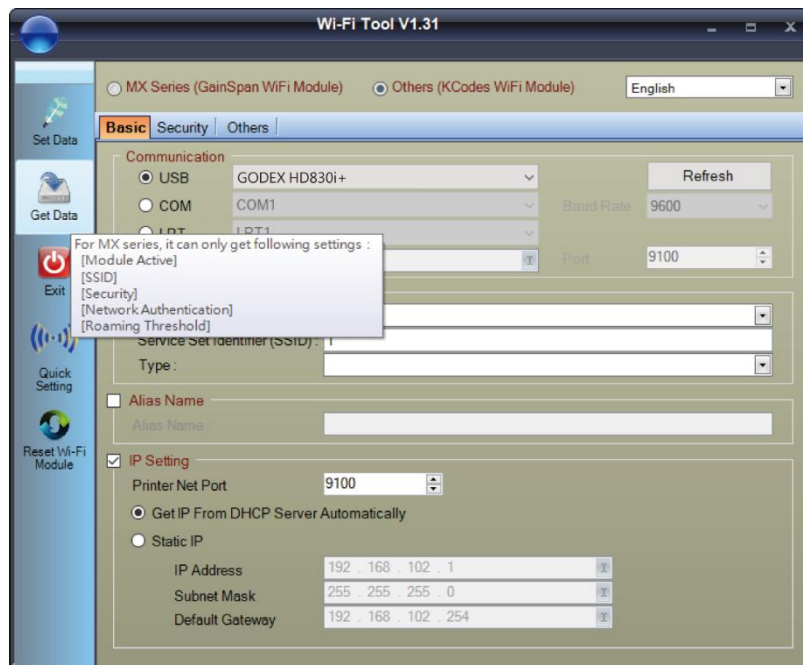 Wi-Fi Tool V1.31
MX Series (GainSpan WiFi Module) Others (KCodes WiFi Module) English
Set Data
Get Data
Exit
Quick
Setting
Reset Wi-Fi
Module
Basic Security Others
Communication
USB GODEX HD830i+ Refresh
COM COM1 Baud Rate 9600
Port 9100
For MX series, it can only get following settings :
[Module Active]
[SSID]
[Security]
[Network Authentication]
[Roaming Threshold]
Service Set Identifier (SSID) :
Type :
Alias Name
Alias Name :
IP Setting
Printer Net Port 9100
Get IP From DHCP Server Automatically
Static IP
IP Address 192 . 168 . 102 . 1
Subnet Mask 255 . 255 . 255 . 0
Default Gateway 192 . 168 . 102 . 254